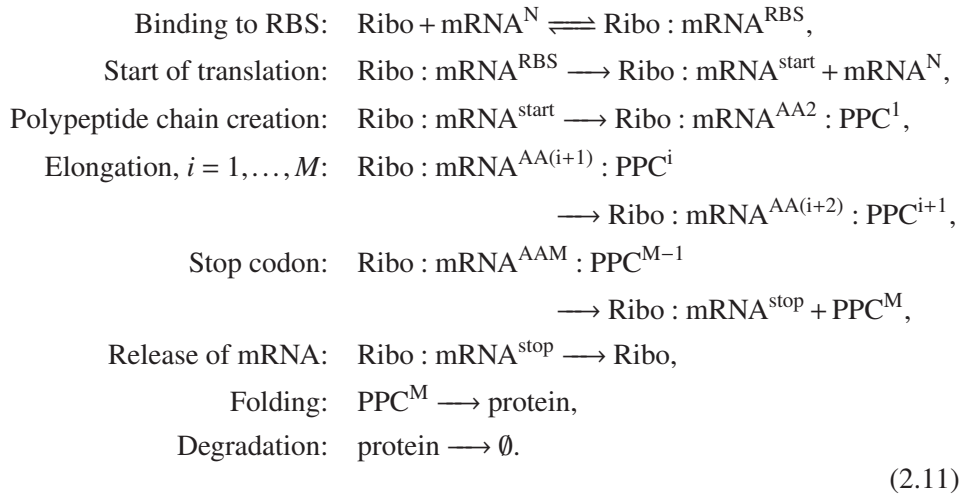 Binding to RBS: Ribo + mRNA^N ⇌ Ribo : mRNA^RBS,
Start of translation: Ribo : mRNA^RBS ⟶ Ribo : mRNA^start + mRNA^N,
Polypeptide chain creation: Ribo : mRNA^start ⟶ Ribo : mRNA^AA2 : PPC^1,
Elongation, i = 1,…,M: Ribo : mRNA^AA(i+1) : PPC^i
⟶ Ribo : mRNA^AA(i+2) : PPC^i+1,
Stop codon: Ribo : mRNA^AAM : PPC^M−1
⟶ Ribo : mRNA^stop + PPC^M,
Release of mRNA: Ribo : mRNA^stop ⟶ Ribo,
Folding: PPC^M ⟶ protein,
Degradation: protein ⟶ ∅.
(2.11)